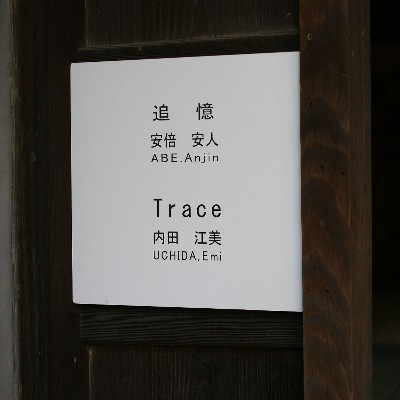 追　憶
安倍　安人
ABE.Anjin
Trace
内田　江美
UCHIDA,Emi